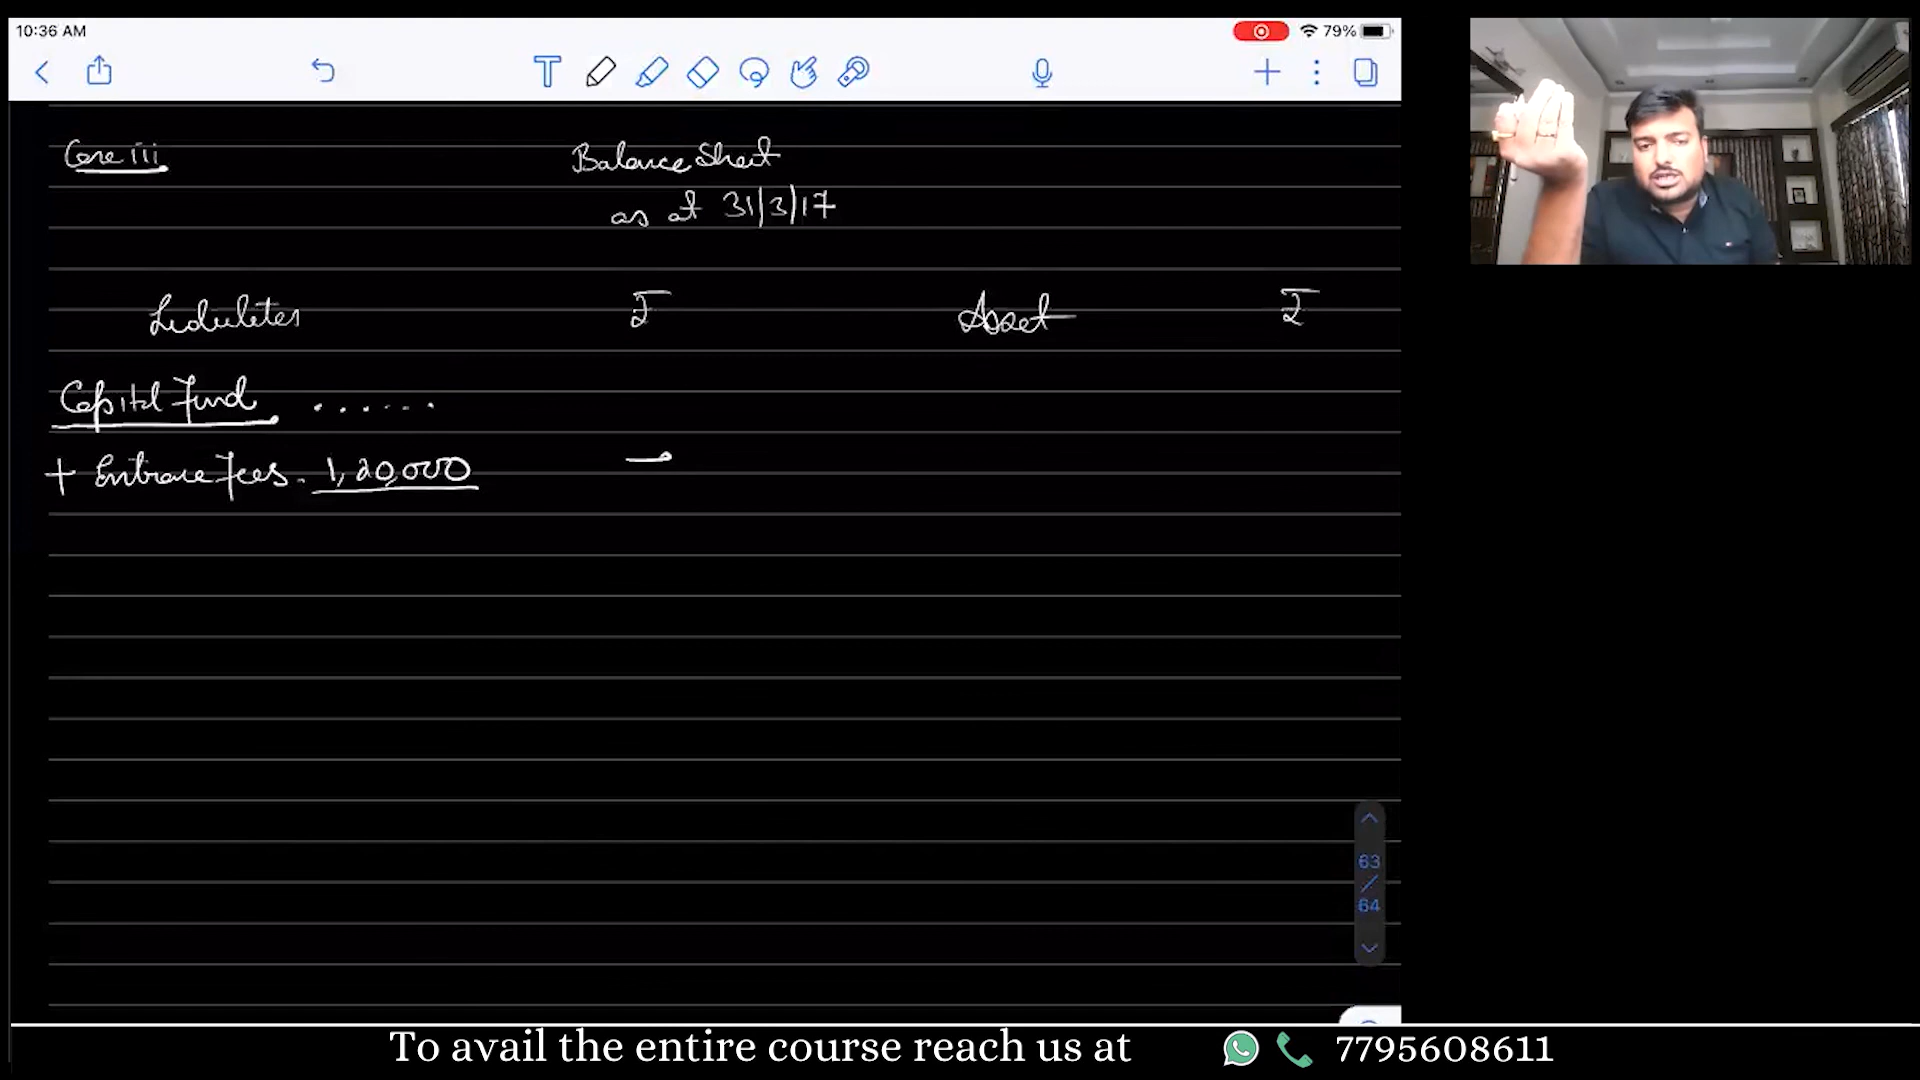 10:36 AM 79%
Case iii Balance Sheet
as at 31/3/17
Liabilites ₹ Asset ₹
Capital Fund ......
+ Entrance Fees. 1,20,000 —
63
/
64
To avail the entire course reach us at 7795608611